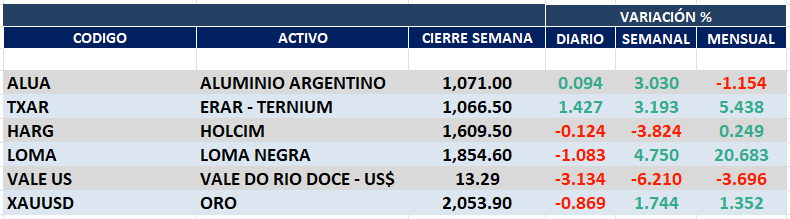 VARIACIÓN %
CODIGO ACTIVO CIERRE SEMANA DIARIO SEMANAL MENSUAL
ALUA ALUMINIO ARGENTINO 1,071.00 0.094 3.030 -1.154
TXAR ERAR - TERNIUM 1,066.50 1.427 3.193 5.438
HARG HOLCIM 1,609.50 -0.124 -3.824 0.249
LOMA LOMA NEGRA 1,854.60 -1.083 4.750 20.683
VALE US VALE DO RIO DOCE - US$ 13.29 -3.134 -6.210 -3.696
XAUUSD ORO 2,053.90 -0.869 1.744 1.352